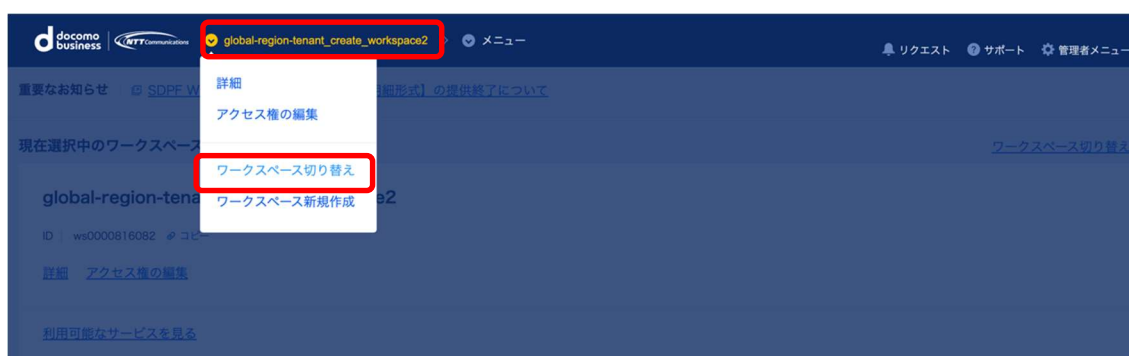 docomo business NTT Communications global-region-tenant_create_workspace2 メニュー リクエスト サポート 管理者メニュー
重要なお知らせ SDPF W 細形式】の提供終了について
詳細
アクセス権の編集
現在選択中のワークスペース ワークスペース切り替え
ワークスペース切り替え
ワークスペース新規作成
global-region-tena e2
ID ws0000816082 コピー
詳細 アクセス権の編集
利用可能なサービスを見る